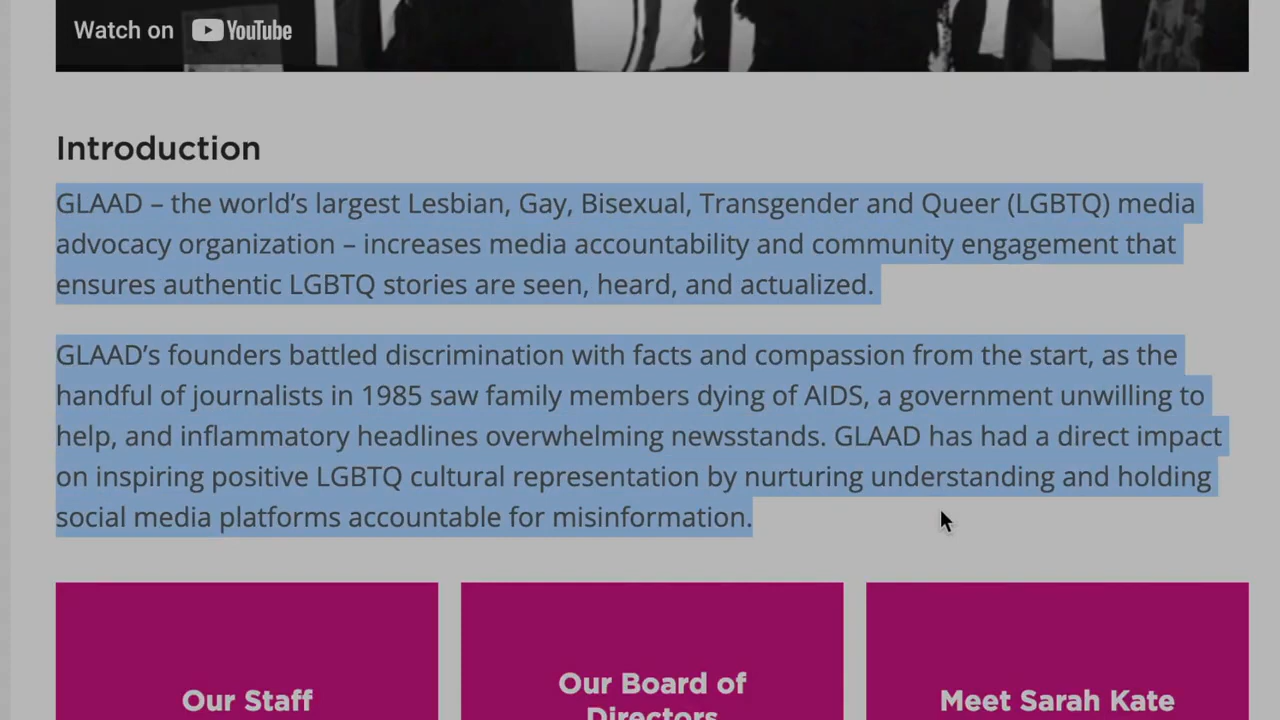 Watch on YouTube
Introduction
GLAAD – the world’s largest Lesbian, Gay, Bisexual, Transgender and Queer (LGBTQ) media
advocacy organization – increases media accountability and community engagement that
ensures authentic LGBTQ stories are seen, heard, and actualized.
GLAAD’s founders battled discrimination with facts and compassion from the start, as the
handful of journalists in 1985 saw family members dying of AIDS, a government unwilling to
help, and inflammatory headlines overwhelming newsstands. GLAAD has had a direct impact
on inspiring positive LGBTQ cultural representation by nurturing understanding and holding
social media platforms accountable for misinformation.
Our Staff
Our Board of
Directors
Meet Sarah Kate